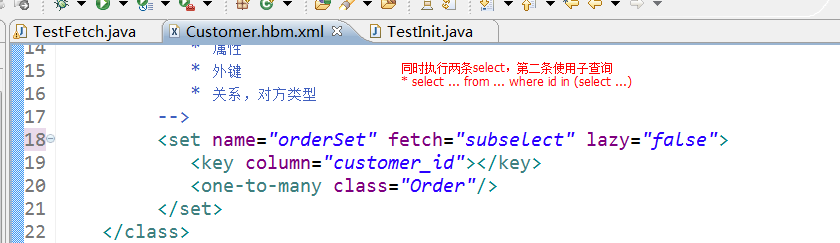 TestFetch.java
Customer.hbm.xml
TestInit.java
14 * 属性
15 * 外键
16 * 关系，对方类型
17 -->
18 <set name="orderSet" fetch="subselect" lazy="false">
19 <key column="customer_id"></key>
20 <one-to-many class="Order"/>
21 </set>
22 </class>
同时执行两条select，第二条使用子查询
* select ... from ... where id in (select ...)